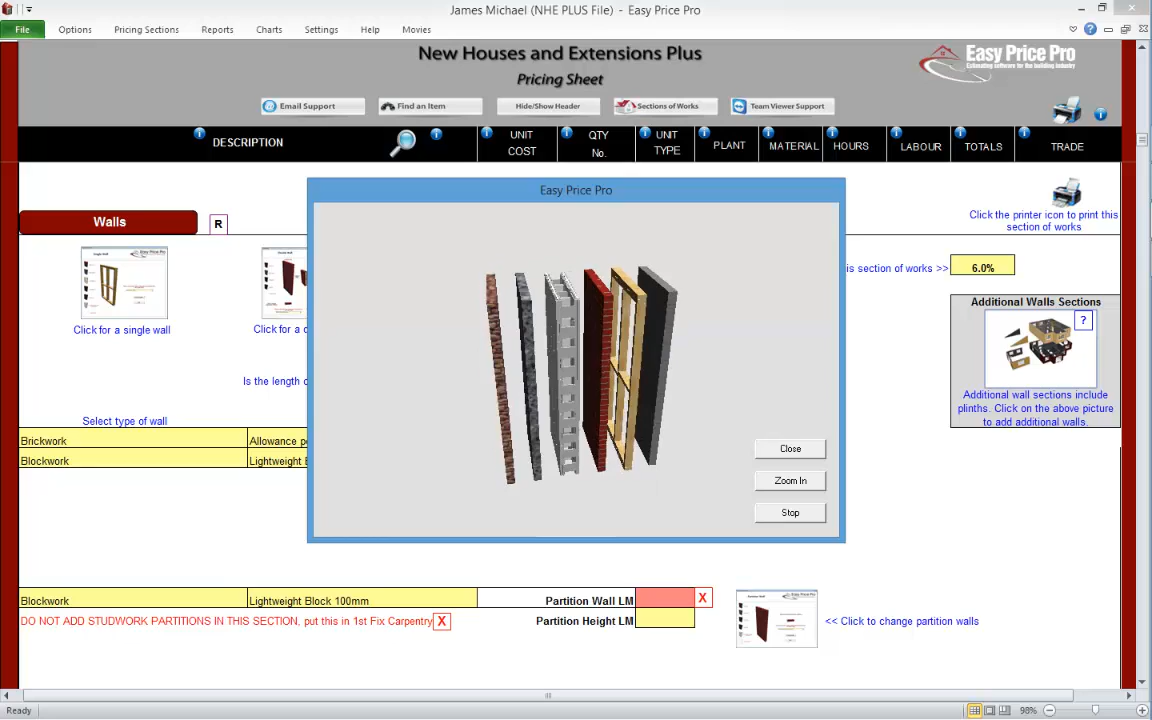 James Michael (NHE PLUS File) - Easy Price Pro
File Options Pricing Sections Reports Charts Settings Help Movies
New Houses and Extensions Plus
Pricing Sheet
Easy Price Pro
Estimating software for the building industry
Email Support Find an Item Hide/Show Header Sections of Works Team Viewer Support
DESCRIPTION
UNIT
COST
QTY
No.
UNIT
TYPE
PLANT
MATERIAL
HOURS
LABOUR
TOTALS
TRADE
Easy Price Pro
Walls
R
Click the printer icon to print this
section of works
is section of works >>
6.0%
Click for a single wall
Click for a
Additional Walls Sections
?
Additional wall sections include
plinths. Click on the above picture
to add additional walls.
Is the length
Select type of wall
Brickwork
Allowance
Blockwork
Lightweight
Close
Zoom In
Stop
Blockwork
Lightweight Block 100mm
Partition Wall LM
X
DO NOT ADD STUDWORK PARTITIONS IN THIS SECTION, put this in 1st Fix Carpentry
X
Partition Height LM
<< Click to change partition walls
Ready
98%